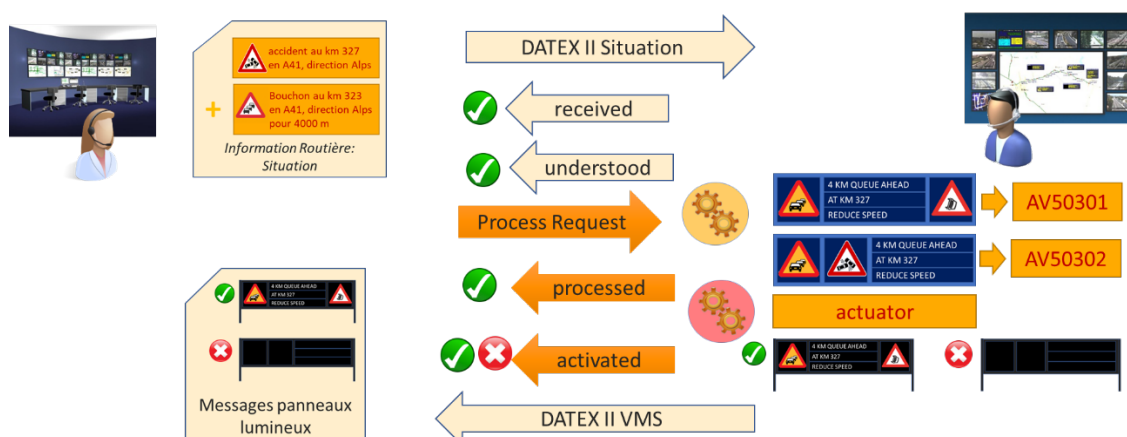 DATEX II Situation
accident au km 327
en A41, direction Alps
+
Bouchon au km 323
en A41, direction Alps
pour 4000 m
Information Routière:
Situation
received
understood
Process Request
4 KM QUEUE AHEAD
AT KM 327
REDUCE SPEED
AV50301
4 KM QUEUE AHEAD
AT KM 327
REDUCE SPEED
AV50302
processed
actuator
activated
4 KM QUEUE AHEAD
AT KM 327
REDUCE SPEED
4 KM QUEUE AHEAD
AT KM 327
REDUCE SPEED
Messages panneaux
lumineux
DATEX II VMS